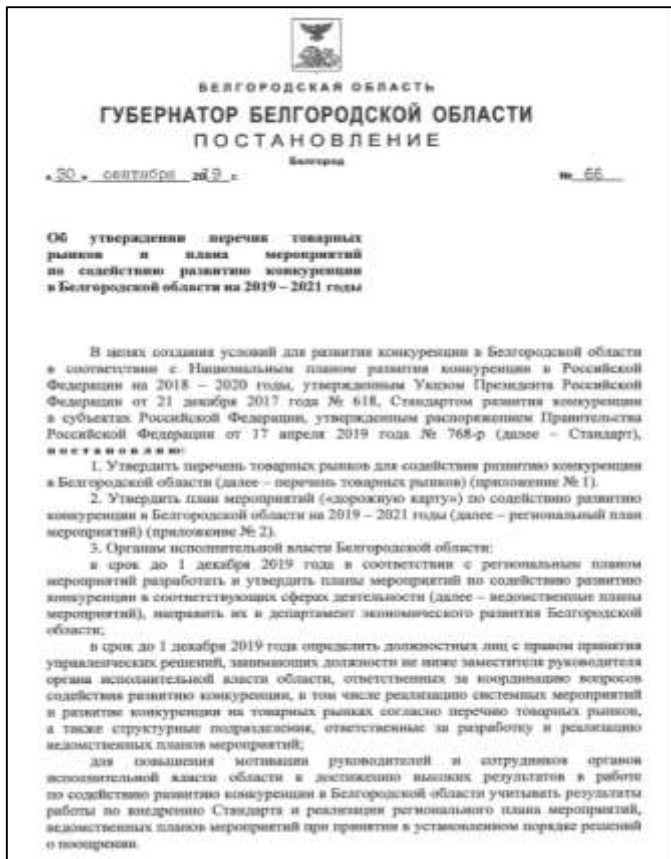 БЕЛГОРОДСКАЯ ОБЛАСТЬ
ГУБЕРНАТОР БЕЛГОРОДСКОЙ ОБЛАСТИ
ПОСТАНОВЛЕНИЕ
Белгород
« 30 » сентября 2019 г. № 66
Об утверждении перечня товарных
рынков и плана мероприятий
по содействию развитию конкуренции
в Белгородской области на 2019 – 2021 годы
В целях создания условий для развития конкуренции в Белгородской области
в соответствии с Национальным планом развития конкуренции в Российской
Федерации на 2018 – 2020 годы, утвержденным Указом Президента Российской
Федерации от 21 декабря 2017 года № 618, Стандартом развития конкуренции
в субъектах Российской Федерации, утвержденным распоряжением Правительства
Российской Федерации от 17 апреля 2019 года № 768-р (далее – Стандарт),
постановляю:
1. Утвердить перечень товарных рынков для содействия развитию конкуренции
в Белгородской области (далее – перечень товарных рынков) (приложение № 1).
2. Утвердить план мероприятий («дорожную карту») по содействию развитию
конкуренции в Белгородской области на 2019 – 2021 годы (далее – региональный план
мероприятий) (приложение № 2).
3. Органам исполнительной власти Белгородской области:
в срок до 1 декабря 2019 года в соответствии с региональным планом
мероприятий разработать и утвердить планы мероприятий по содействию развитию
конкуренции в соответствующих сферах деятельности (далее – ведомственные планы
мероприятий), направить их в департамент экономического развития Белгородской
области;
в срок до 1 декабря 2019 года определить должностных лиц с правом принятия
управленческих решений, занимающих должности не ниже заместителя руководителя
органа исполнительной власти области, ответственных за координацию вопросов
содействия развитию конкуренции, в том числе реализацию системных мероприятий
и развитие конкуренции на товарных рынках согласно перечню товарных рынков,
а также структурные подразделения, ответственные за разработку и реализацию
ведомственных планов мероприятий;
для повышения мотивации руководителей и сотрудников органов
исполнительной власти области к достижению высоких результатов в работе
по содействию развитию конкуренции в Белгородской области учитывать результаты
работы по внедрению Стандарта и реализации регионального плана мероприятий,
ведомственных планов мероприятий при принятии в установленном порядке решений
о поощрении.